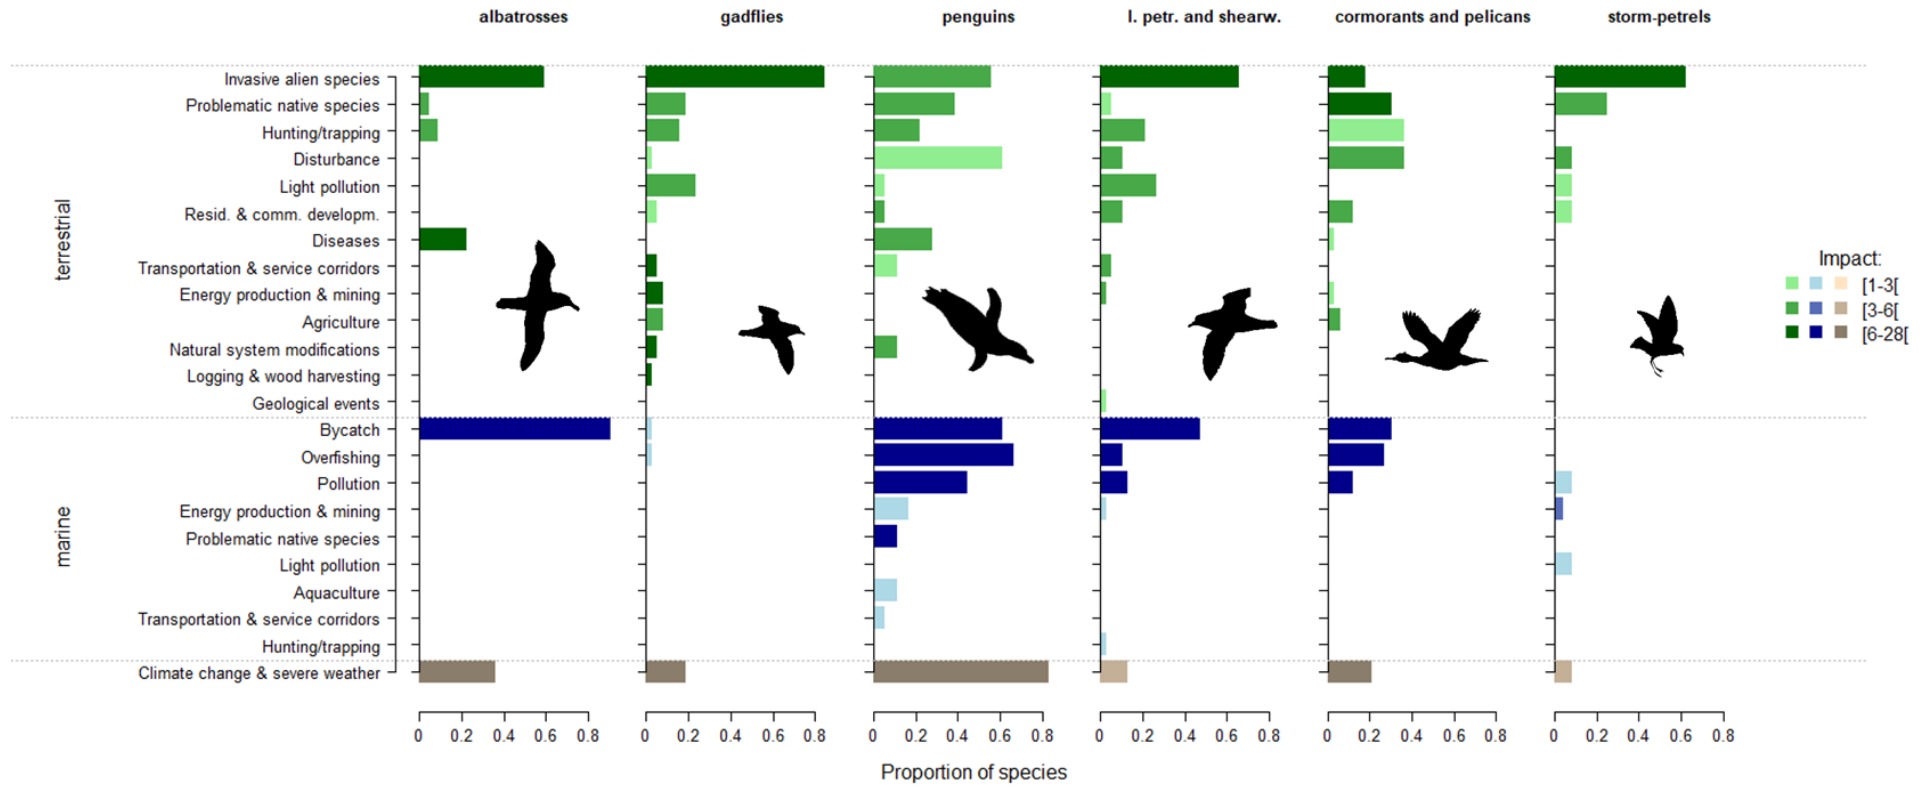 albatrosses gadflies penguins l. petr. and shearw. cormorants and pelicans storm-petrels
terrestrial
Invasive alien species
Problematic native species
Hunting/trapping
Disturbance
Light pollution
Resid. & comm. developm.
Diseases
Transportation & service corridors
Energy production & mining
Agriculture
Natural system modifications
Logging & wood harvesting
Geological events
marine
Bycatch
Overfishing
Pollution
Energy production & mining
Problematic native species
Light pollution
Aquaculture
Transportation & service corridors
Hunting/trapping
Climate change & severe weather
Impact:
[1-3[
[3-6[
[6-28[
0 0.2 0.4 0.6 0.8 0 0.2 0.4 0.6 0.8 0 0.2 0.4 0.6 0.8 0 0.2 0.4 0.6 0.8 0 0.2 0.4 0.6 0.8 0 0.2 0.4 0.6 0.8
Proportion of species